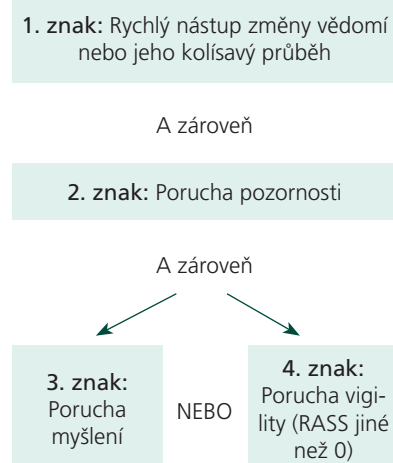 1. znak: Rychlý nástup změny vědomí
nebo jeho kolísavý průběh
A zároveň
2. znak: Porucha pozornosti
A zároveň
3. znak:
Porucha
myšlení
NEBO
4. znak:
Porucha vigi-
lity (RASS jiné
než 0)